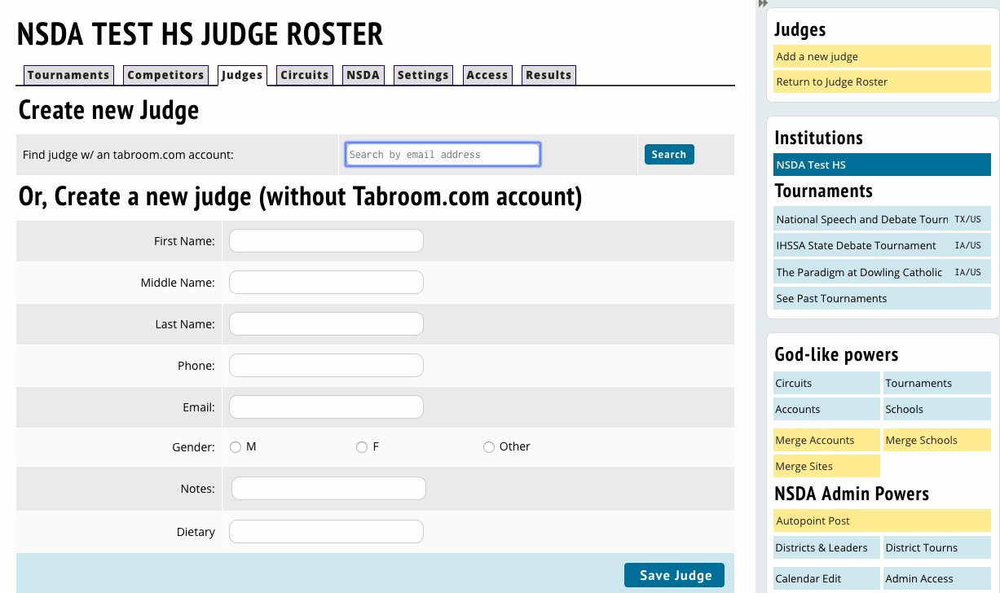 NSDA TEST HS JUDGE ROSTER
Tournaments Competitors Judges Circuits NSDA Settings Access Results
Create new Judge
Find judge w/ an tabroom.com account: Search by email address Search
Or, Create a new judge (without Tabroom.com account)
First Name:
Middle Name:
Last Name:
Phone:
Email:
Gender: M F Other
Notes:
Dietary
Save Judge
Judges
Add a new judge
Return to Judge Roster
Institutions
NSDA Test HS
Tournaments
National Speech and Debate Tourn TX/US
IHSSA State Debate Tournament IA/US
The Paradigm at Dowling Catholic IA/US
See Past Tournaments
God-like powers
Circuits Tournaments
Accounts Schools
Merge Accounts Merge Schools
Merge Sites
NSDA Admin Powers
Autopoint Post
Districts & Leaders District Tourns
Calendar Edit Admin Access